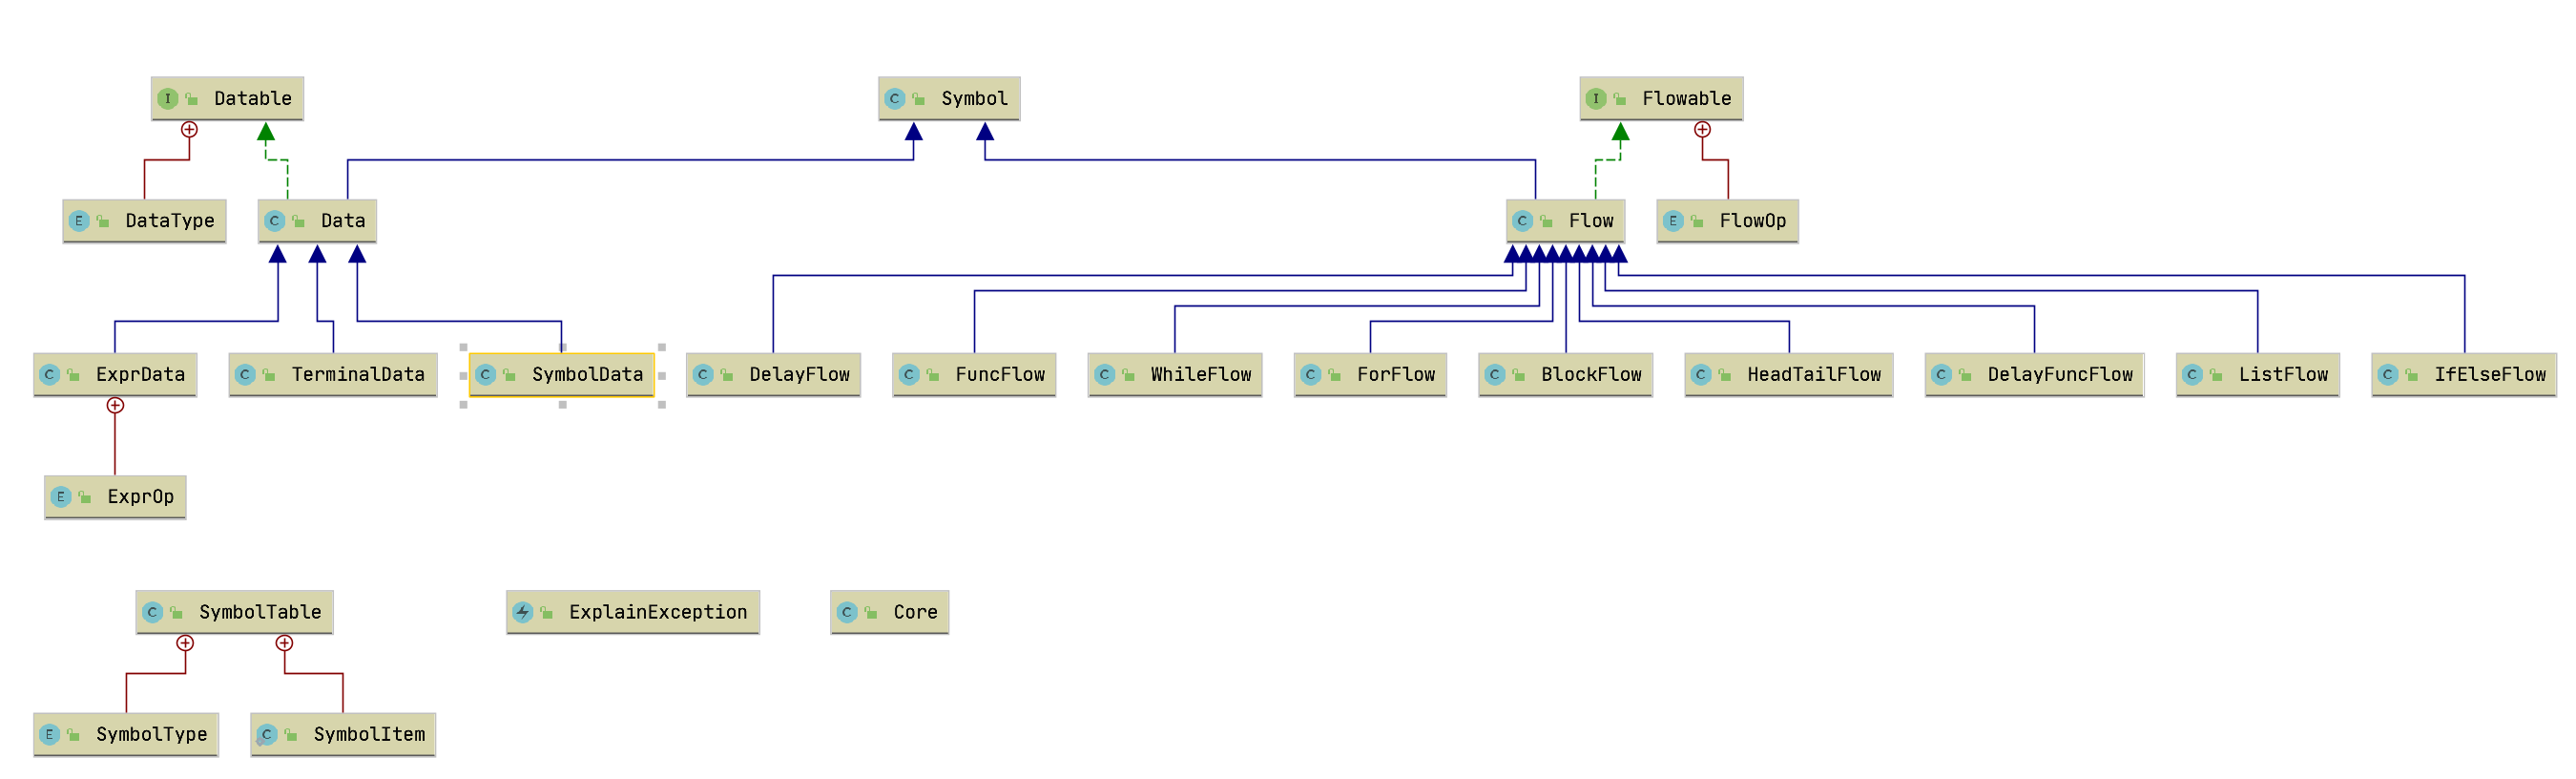 I Datable
C Symbol
I Flowable
E DataType
C Data
C Flow
E FlowOp
C ExprData
C TerminalData
C SymbolData
C DelayFlow
C FuncFlow
C WhileFlow
C ForFlow
C BlockFlow
C HeadTailFlow
C DelayFuncFlow
C ListFlow
C IfElseFlow
E ExprOp
C SymbolTable
ExplainException
C Core
E SymbolType
C SymbolItem